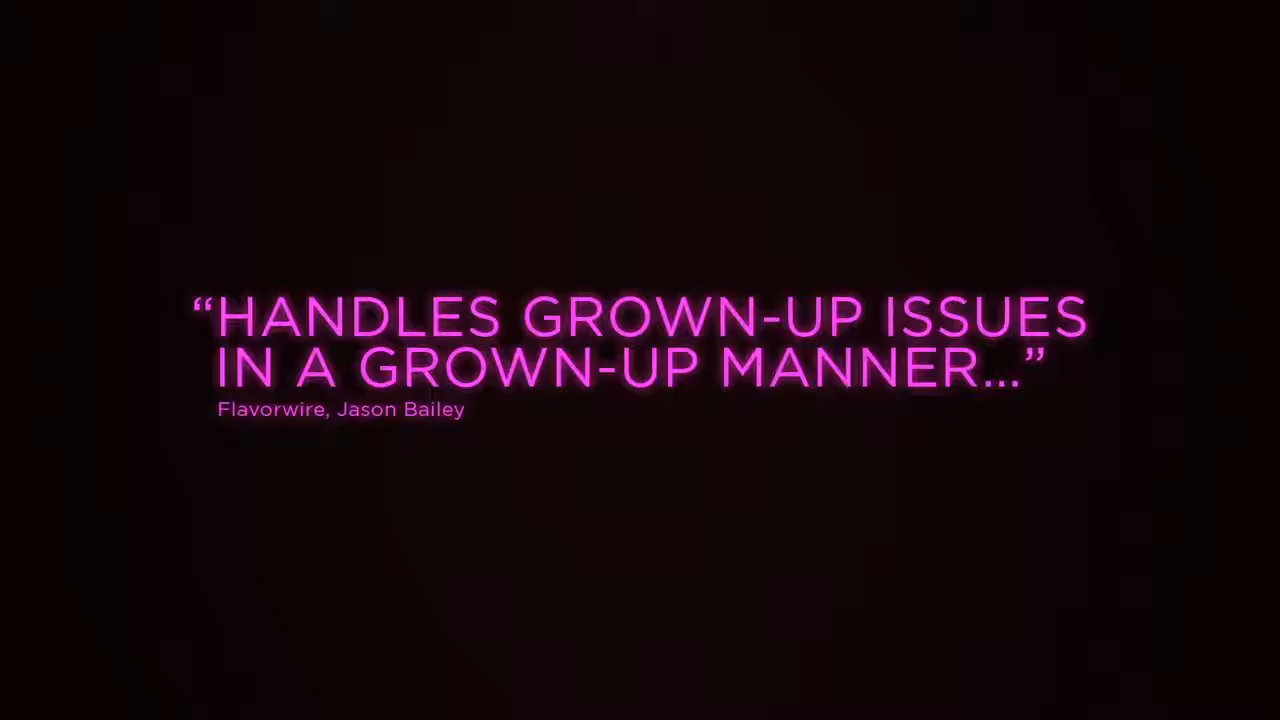 “HANDLES GROWN-UP ISSUES
IN A GROWN-UP MANNER...”
Flavorwire, Jason Bailey